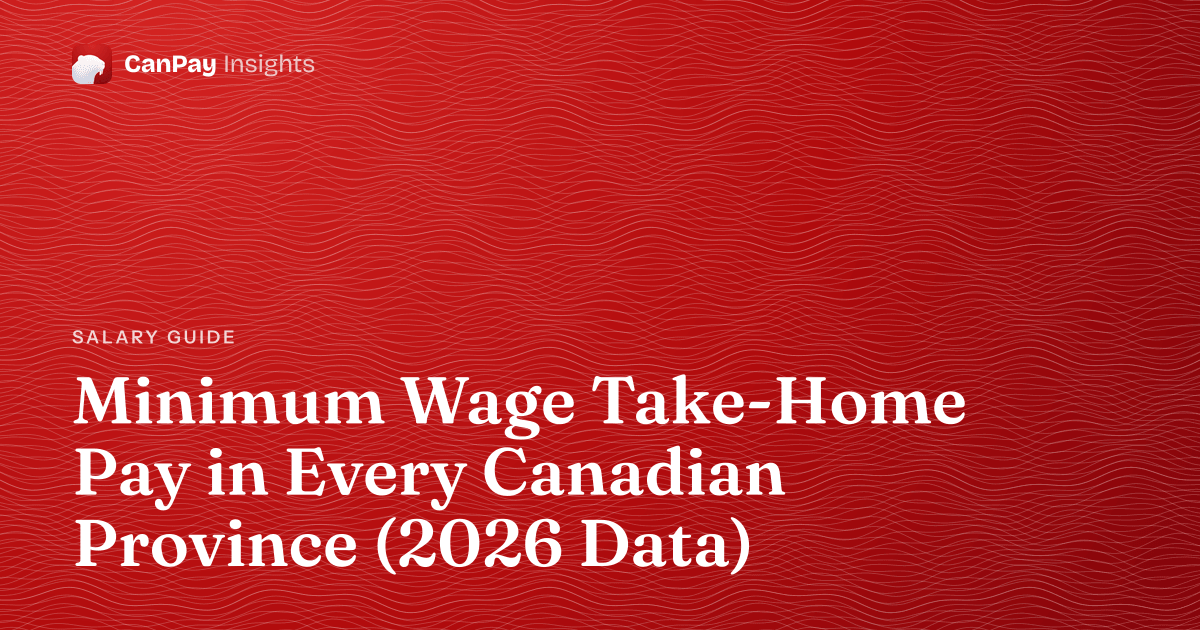 CanPay Insights
SALARY GUIDE
Minimum Wage Take-Home
Pay in Every Canadian
Province (2026 Data)